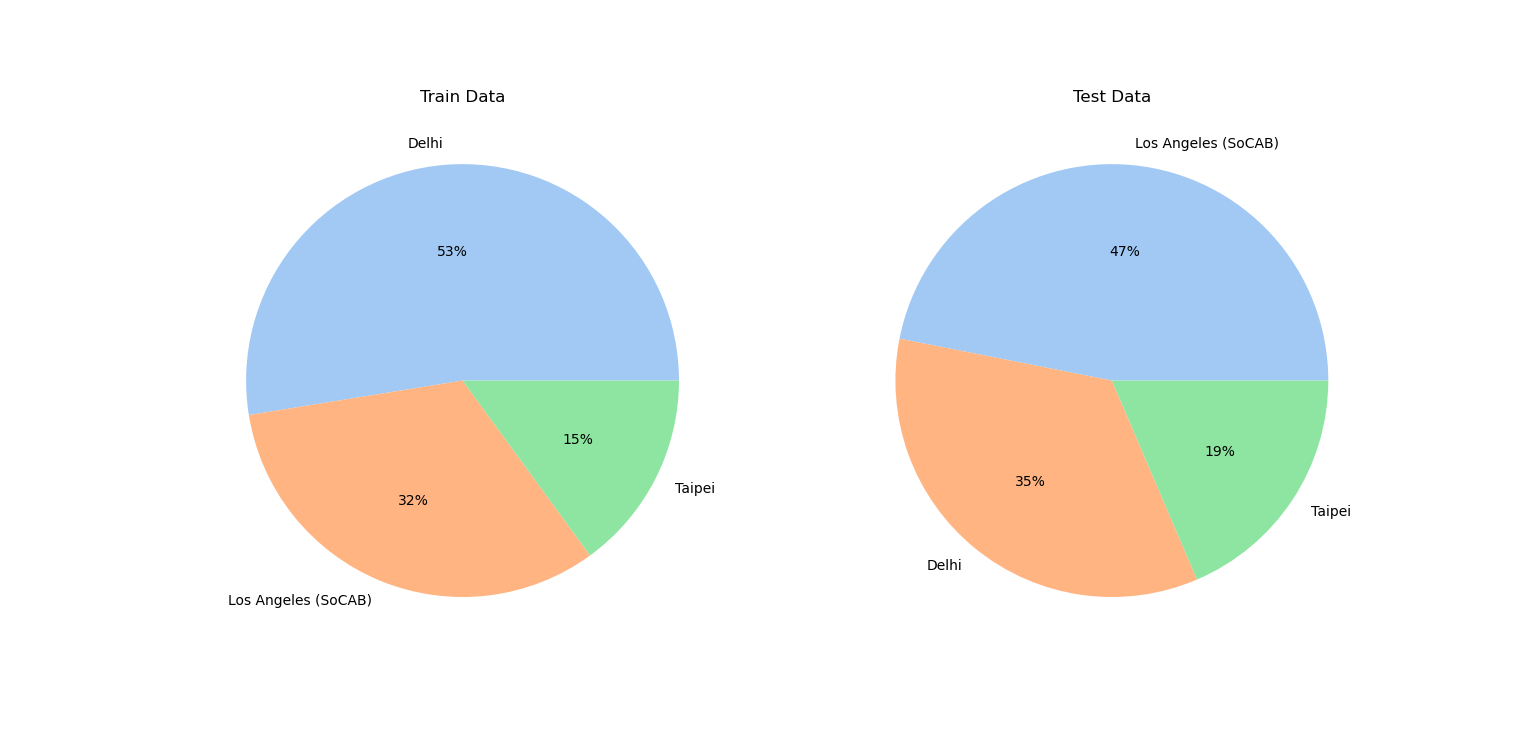 Train Data
Delhi
53%
32%
15%
Taipei
Los Angeles (SoCAB)
Test Data
Los Angeles (SoCAB)
47%
35%
19%
Taipei
Delhi